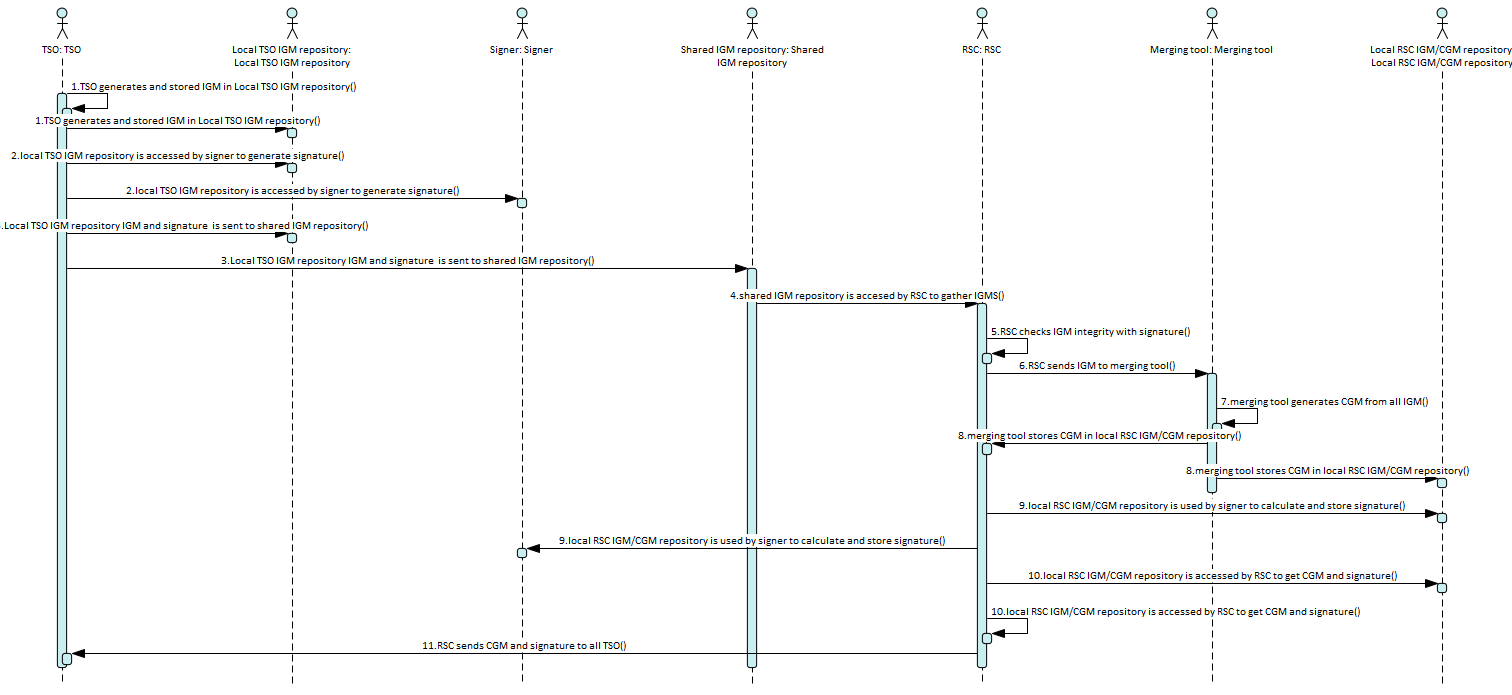 TSO: TSO
Local TSO IGM repository:
Local TSO IGM repository
Signer: Signer
Shared IGM repository: Shared
IGM repository
RSC: RSC
Merging tool: Merging tool
Local RSC IGM/CGM repository
Local RSC IGM/CGM repository
1.TSO generates and stored IGM in Local TSO IGM repository()
1.TSO generates and stored IGM in Local TSO IGM repository()
2.local TSO IGM repository is accessed by signer to generate signature()
2.local TSO IGM repository is accessed by signer to generate signature()
.Local TSO IGM repository IGM and signature is sent to shared IGM repository()
3.Local TSO IGM repository IGM and signature is sent to shared IGM repository()
4.shared IGM repository is accesed by RSC to gather IGMS()
5.RSC checks IGM integrity with signature()
6.RSC sends IGM to merging tool()
7.merging tool generates CGM from all IGM()
8.merging tool stores CGM in local RSC IGM/CGM repository()
8.merging tool stores CGM in local RSC IGM/CGM repository()
9.local RSC IGM/CGM repository is used by signer to calculate and store signature()
9.local RSC IGM/CGM repository is used by signer to calculate and store signature()
10.local RSC IGM/CGM repository is accessed by RSC to get CGM and signature()
10.local RSC IGM/CGM repository is accessed by RSC to get CGM and signature()
11.RSC sends CGM and signature to all TSO()